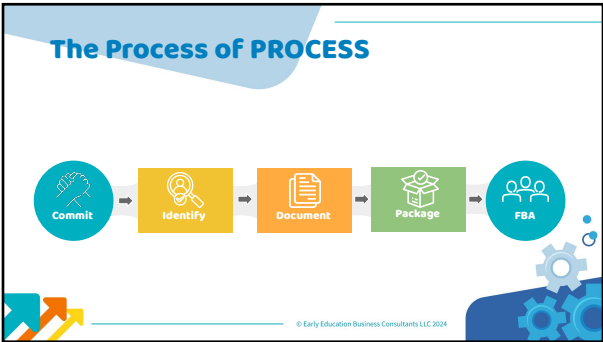 The Process of PROCESS
Commit
Identify
Document
Package
FBA
© Early Education Business Consultants LLC 2024